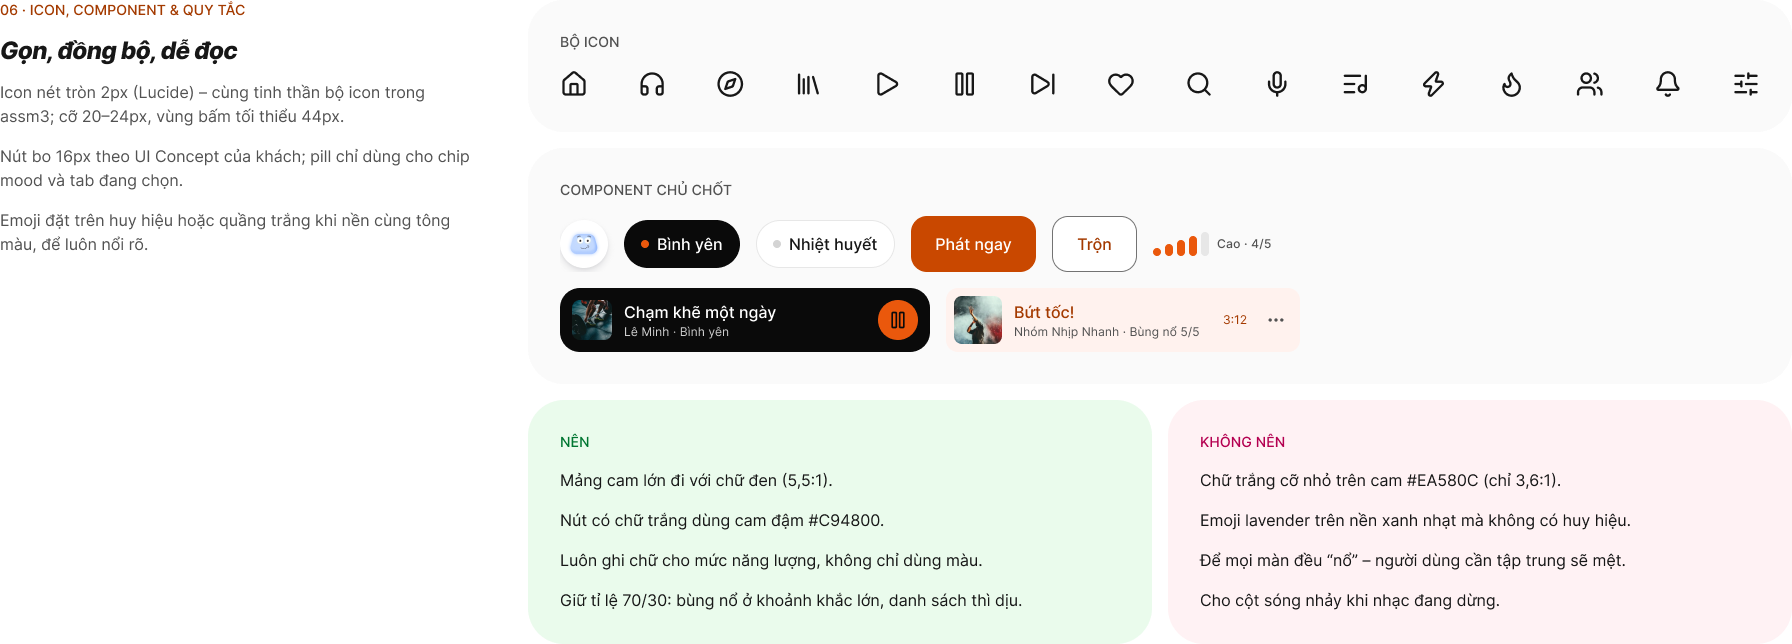 06 · ICON, COMPONENT & QUY TẮC
Gọn, đồng bộ, dễ đọc
Icon nét tròn 2px (Lucide) – cùng tinh thần bộ icon trong
assm3; cỡ 20–24px, vùng bấm tối thiểu 44px.
Nút bo 16px theo UI Concept của khách; pill chỉ dùng cho chip
mood và tab đang chọn.
Emoji đặt trên huy hiệu hoặc quầng trắng khi nền cùng tông
màu, để luôn nổi rõ.
BỘ ICON
COMPONENT CHỦ CHỐT
Bình yên
Nhiệt huyết
Phát ngay
Trộn
Cao · 4/5
Chạm khẽ một ngày
Lê Minh · Bình yên
Bứt tốc!
Nhóm Nhịp Nhanh · Bùng nổ 5/5
3:12
NÊN
Mảng cam lớn đi với chữ đen (5,5:1).
Nút có chữ trắng dùng cam đậm #C94800.
Luôn ghi chữ cho mức năng lượng, không chỉ dùng màu.
Giữ tỉ lệ 70/30: bùng nổ ở khoảnh khắc lớn, danh sách thì dịu.
KHÔNG NÊN
Chữ trắng cỡ nhỏ trên cam #EA580C (chỉ 3,6:1).
Emoji lavender trên nền xanh nhạt mà không có huy hiệu.
Để mọi màn đều “nổ” – người dùng cần tập trung sẽ mệt.
Cho cột sóng nhảy khi nhạc đang dừng.